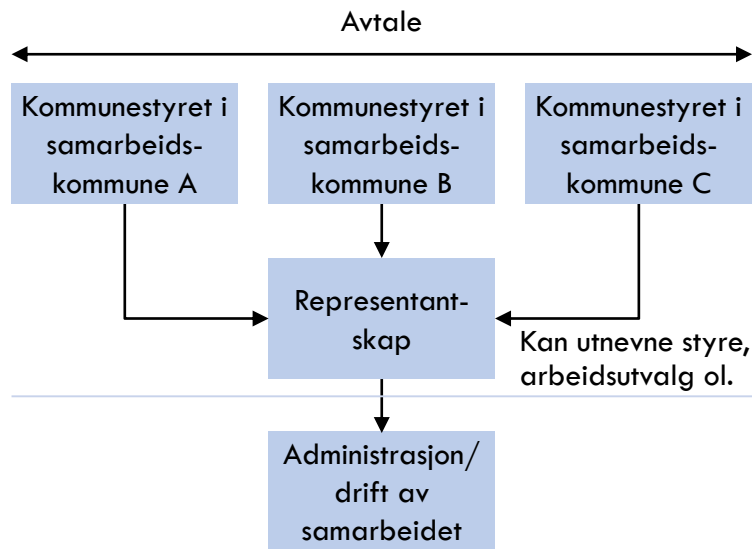 Avtale
Kommunestyret i
samarbeids-
kommune A
Kommunestyret i
samarbeids-
kommune B
Kommunestyret i
samarbeids-
kommune C
Representant-
skap
Kan utnevne styre,
arbeidsutvalg ol.
Administrasjon/
drift av
samarbeidet